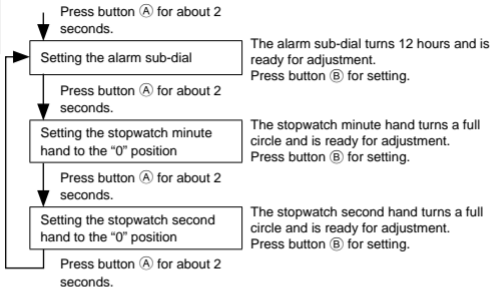 Press button Ⓐ for about 2
seconds.
Setting the alarm sub-dial
The alarm sub-dial turns 12 hours and is
ready for adjustment.
Press button Ⓑ for setting.
Press button Ⓐ for about 2
seconds.
Setting the stopwatch minute
hand to the “0” position
The stopwatch minute hand turns a full
circle and is ready for adjustment.
Press button Ⓑ for setting.
Press button Ⓐ for about 2
seconds.
Setting the stopwatch second
hand to the “0” position
The stopwatch second hand turns a full
circle and is ready for adjustment.
Press button Ⓑ for setting.
Press button Ⓐ for about 2
seconds.